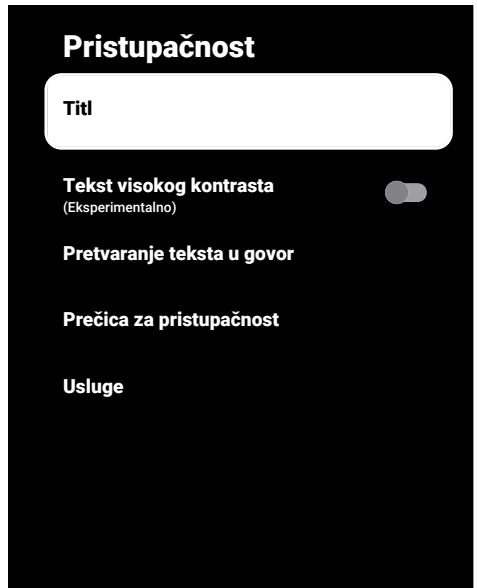 Pristupačnost
Titl
Tekst visokog kontrasta
(Eksperimentalno)
Pretvaranje teksta u govor
Prečica za pristupačnost
Usluge